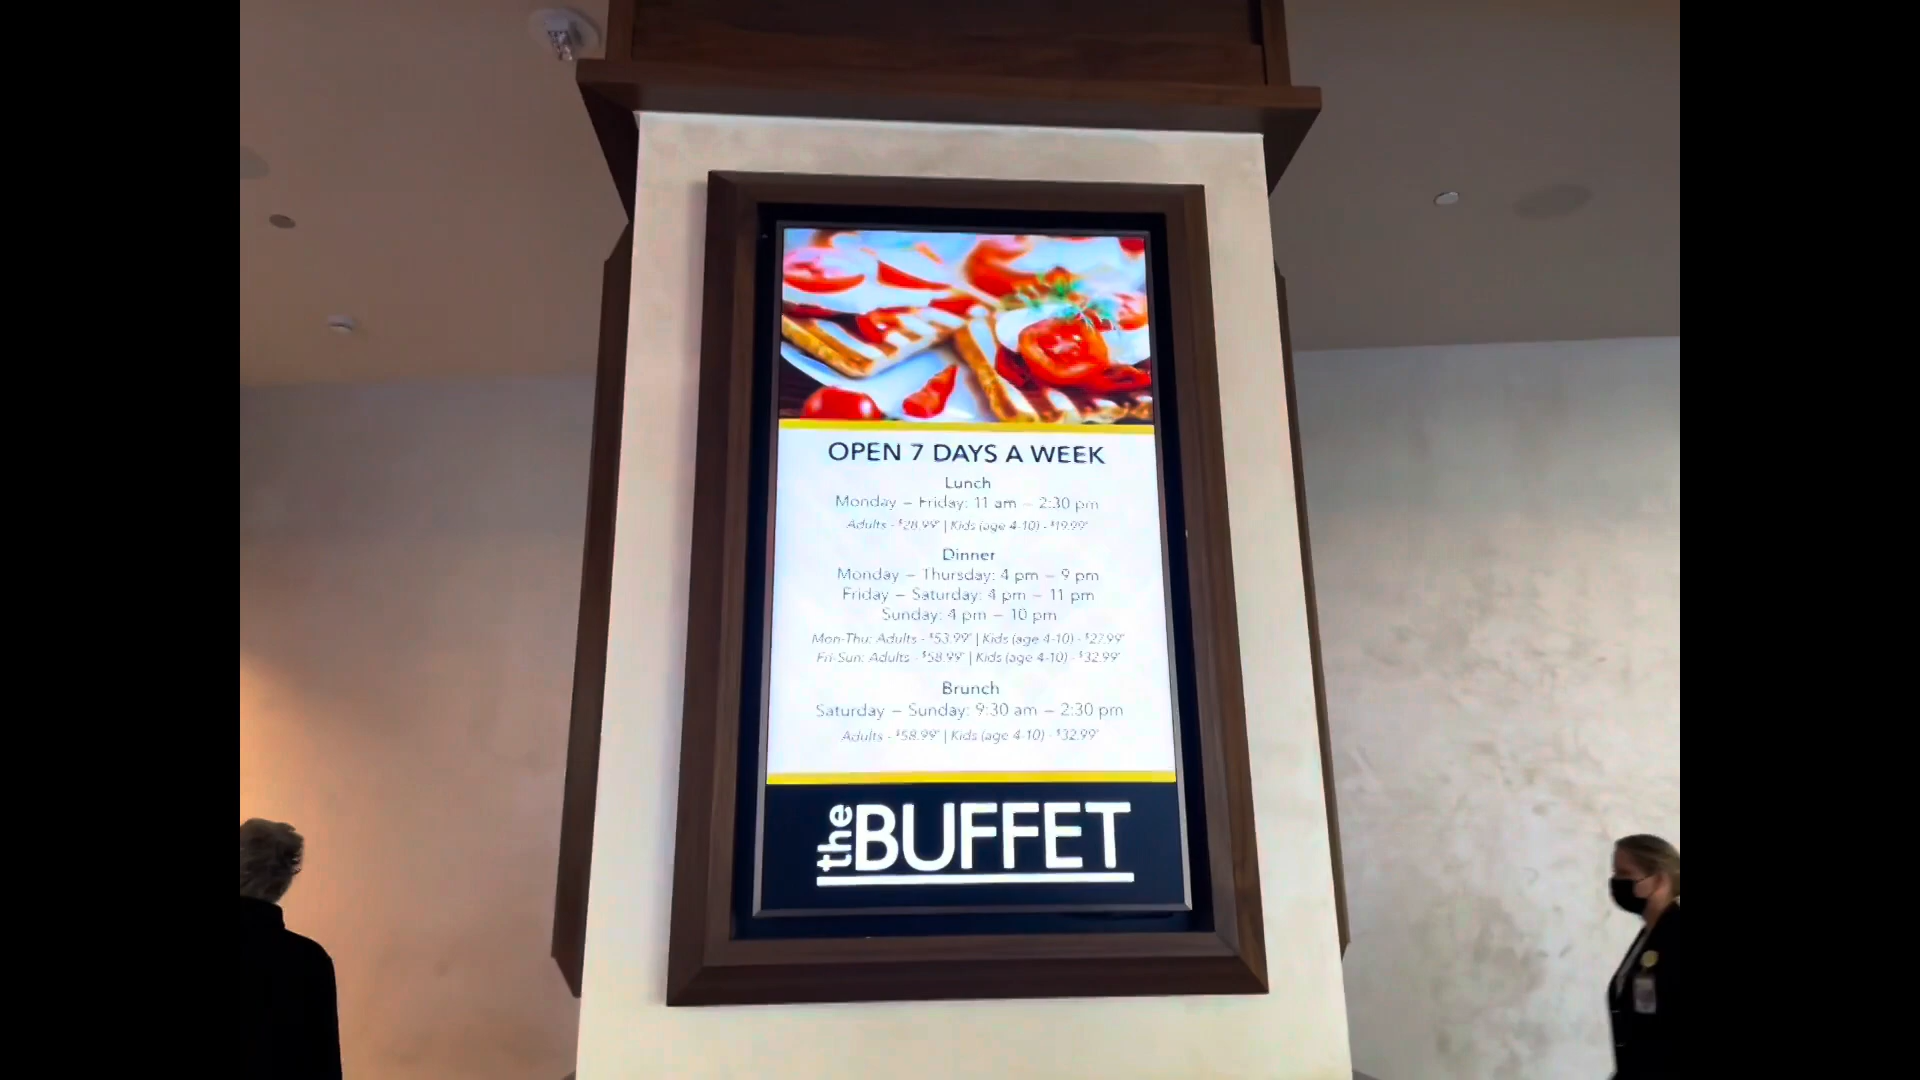 OPEN 7 DAYS A WEEK
Lunch
Monday – Friday: 11 am – 2:30 pm
Adults - $28.99* | Kids (age 4-10) - $19.99*
Dinner
Monday – Thursday: 4 pm – 9 pm
Friday – Saturday: 4 pm – 11 pm
Sunday: 4 pm – 10 pm
Mon-Thu: Adults - $53.99* | Kids (age 4-10) - $27.99*
Fri-Sun: Adults - $58.99* | Kids (age 4-10) - $32.99*
Brunch
Saturday – Sunday: 9:30 am – 2:30 pm
Adults - $58.99* | Kids (age 4-10) - $32.99*
the BUFFET